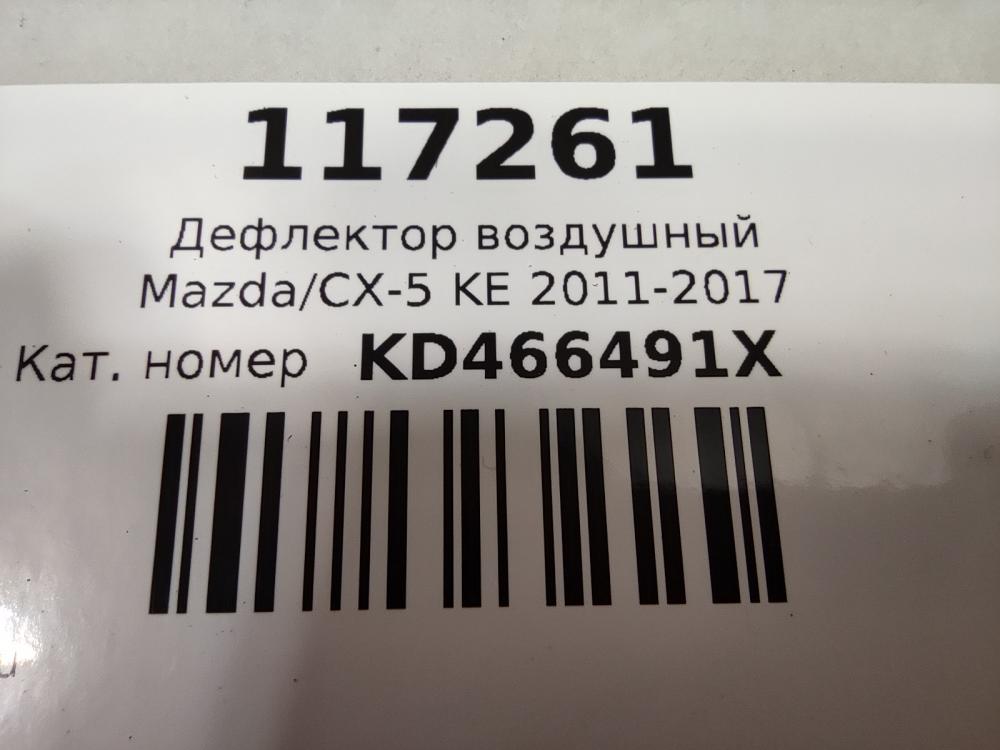 117261
Дефлектор воздушный
Mazda/CX-5 KE 2011-2017
Кат. номер KD466491X